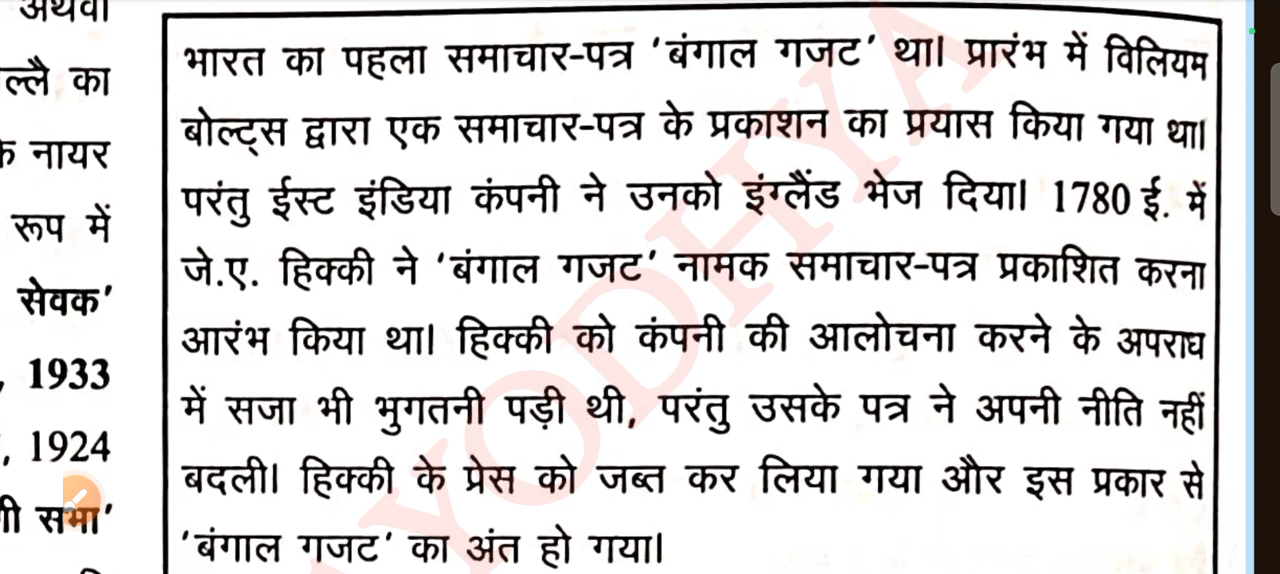 अथवा
ल्लै का
नायर
रूप में
सेवक’
, 1933
, 1924
सभा’
भारत का पहला समाचार-पत्र ‘बंगाल गजट’ था। प्रारंभ में विलियम
बोल्ट्स द्वारा एक समाचार-पत्र के प्रकाशन का प्रयास किया गया था।
परंतु ईस्ट इंडिया कंपनी ने उनको इंग्लैंड भेज दिया। 1780 ई. में
जे.ए. हिक्की ने ‘बंगाल गजट’ नामक समाचार-पत्र प्रकाशित करना
आरंभ किया था। हिक्की को कंपनी की आलोचना करने के अपराध
में सजा भी भुगतनी पड़ी थी, परंतु उसके पत्र ने अपनी नीति नहीं
बदली। हिक्की के प्रेस को जब्त कर लिया गया और इस प्रकार से
‘बंगाल गजट’ का अंत हो गया।
AYODHYA